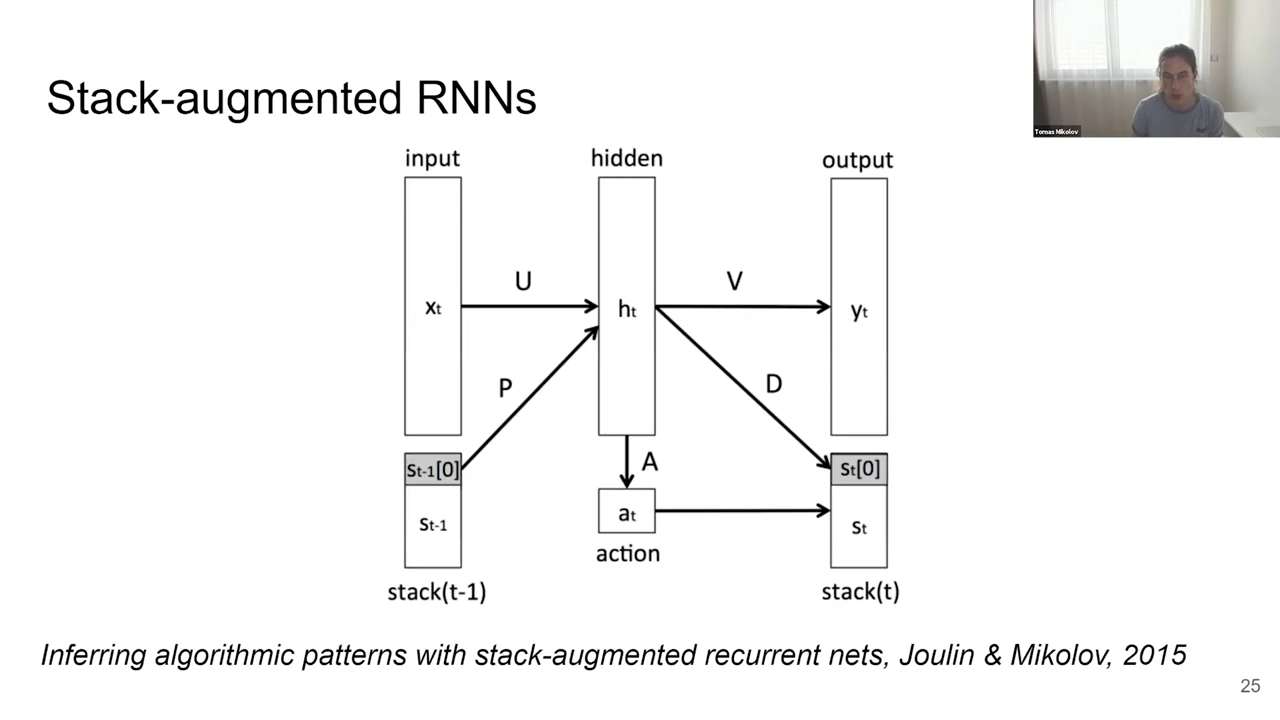 Stack-augmented RNNs
Tomas Mikolov
input
hidden
output
U
V
xt
ht
yt
P
D
A
st-1[0]
st[0]
st-1
at
st
action
stack(t-1)
stack(t)
Inferring algorithmic patterns with stack-augmented recurrent nets, Joulin & Mikolov, 2015
25